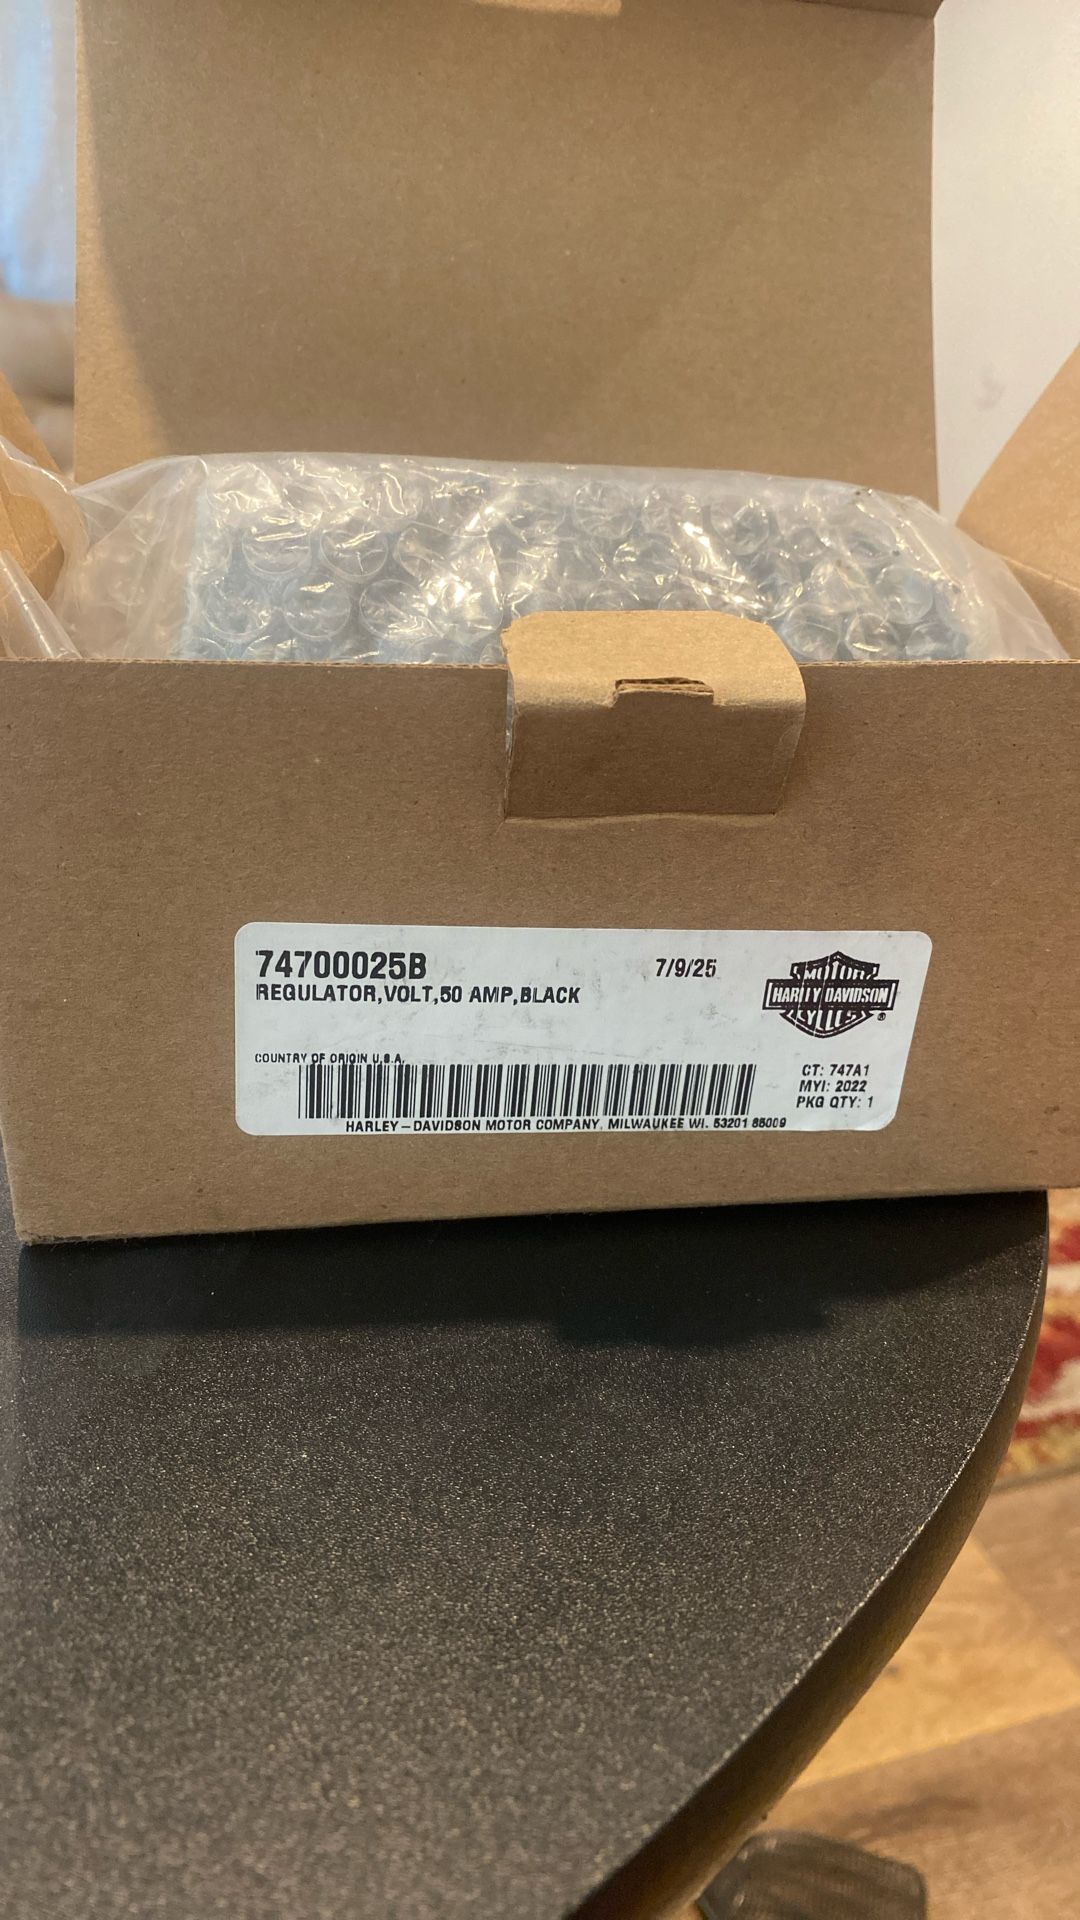 74700025B
7/9/25
REGULATOR,VOLT,50 AMP,BLACK
MOTOR
HARLEY-DAVIDSON
CYCLES
®
COUNTRY OF ORIGIN U.S.A.
CT: 747A1
MYI: 2022
PKG QTY: 1
HARLEY-DAVIDSON MOTOR COMPANY, MILWAUKEE WI. 53201 85009